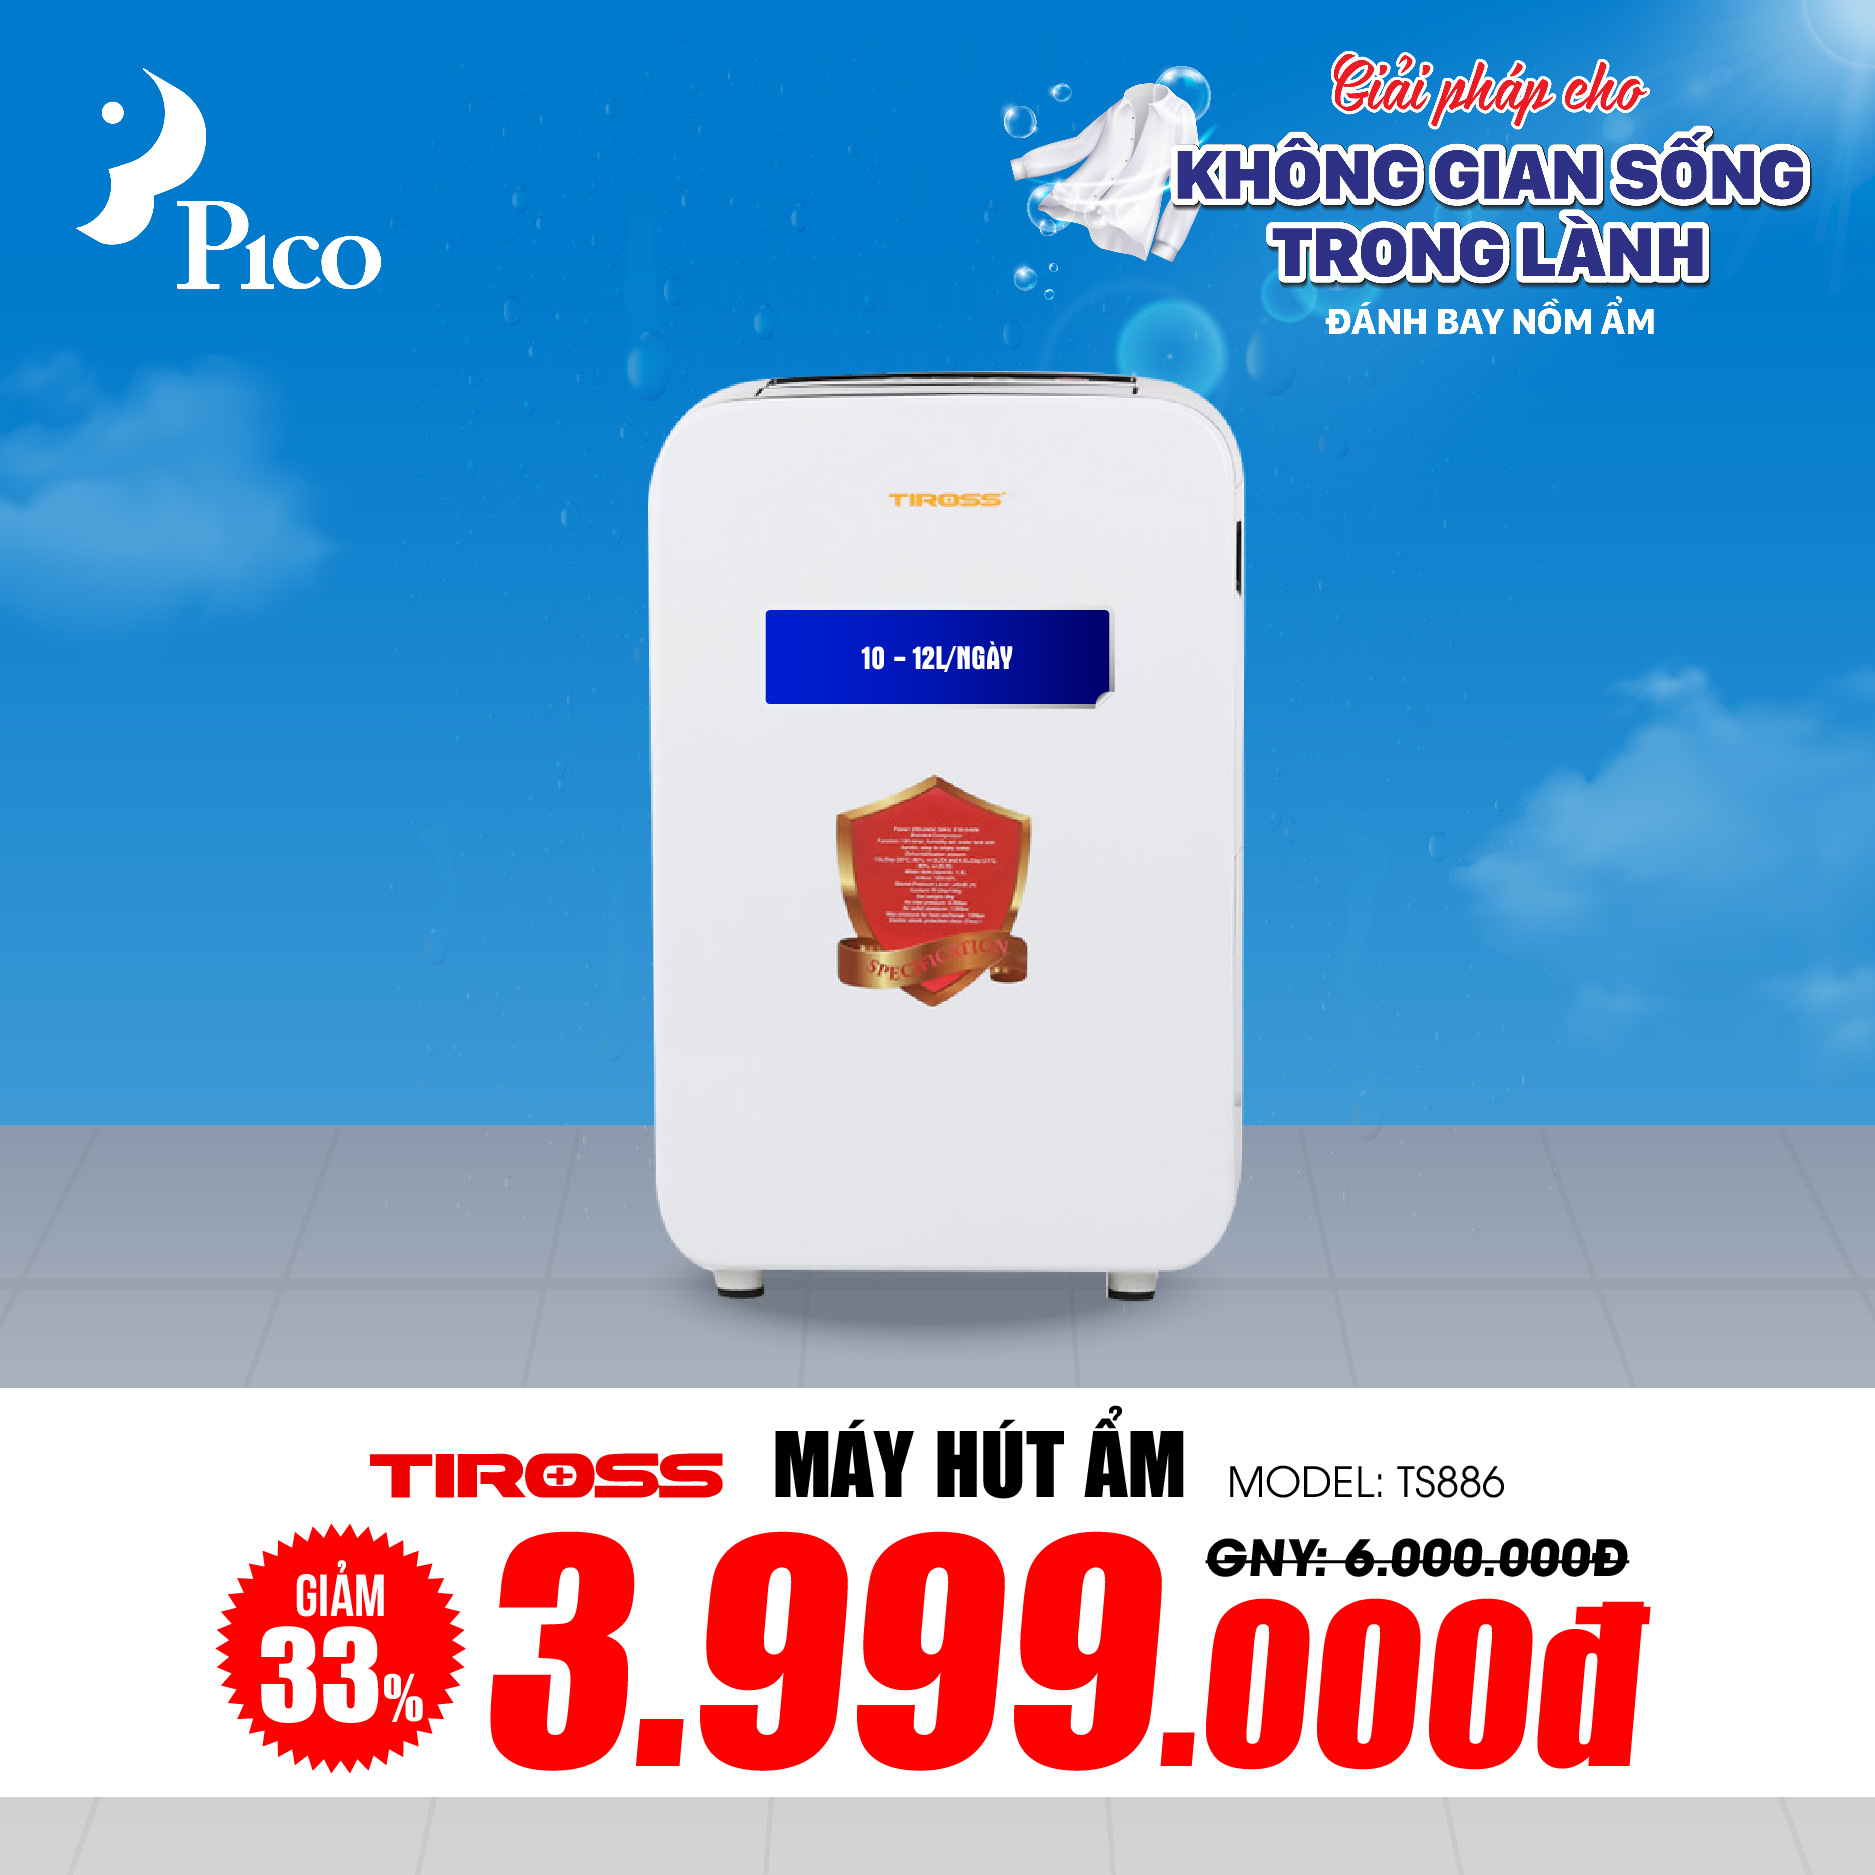 Pico
Giải pháp cho
KHÔNG GIAN SỐNG
TRONG LÀNH
ĐÁNH BAY NỒM ẨM
TIROSS
10 – 12L/NGÀY
SPECIFICATION
TIROSS MÁY HÚT ẨM MODEL: TS886
GIẢM
33%
GNY: 6.000.000Đ
3.999.000đ